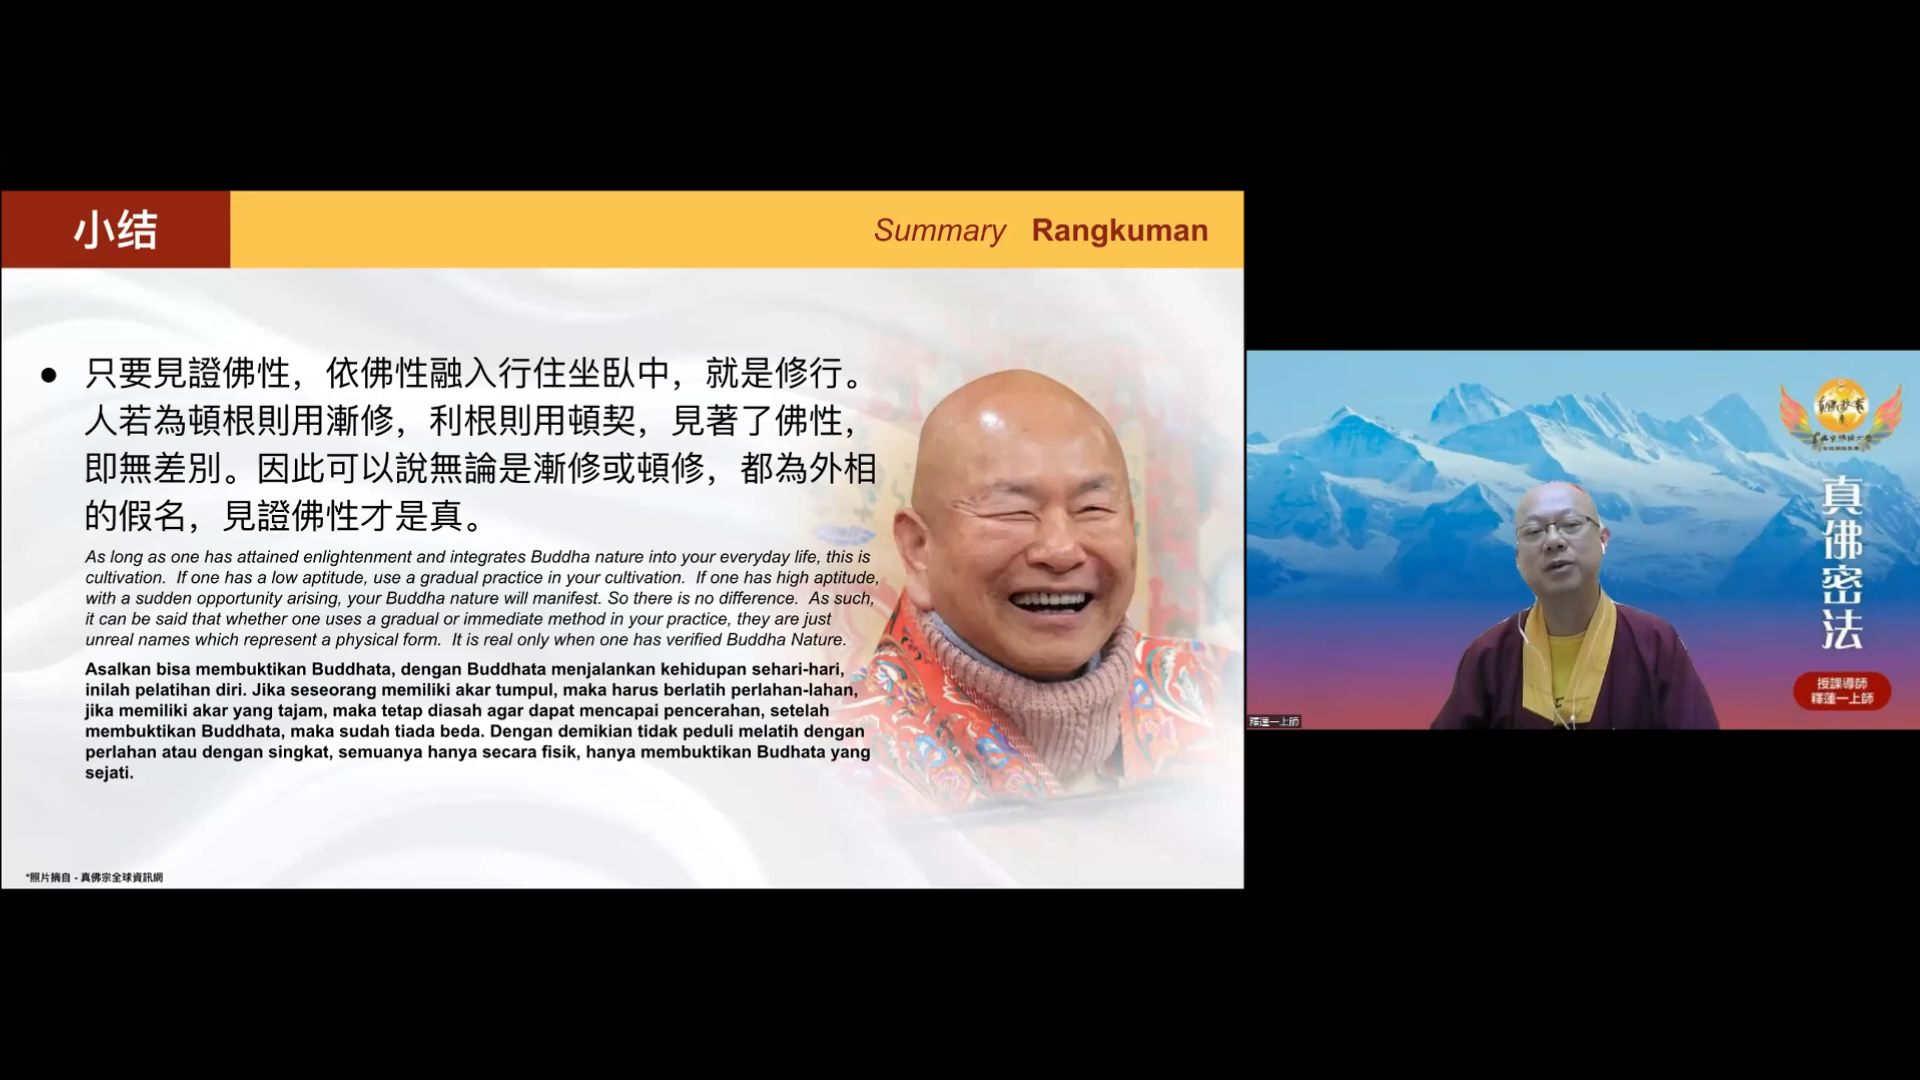 小结
Summary Rangkuman
● 只要見證佛性，依佛性融入行住坐臥中，就是修行。
人若為頓根則用漸修，利根則用頓契，見著了佛性，
即無差別。因此可以說無論是漸修或頓修，都為外相
的假名，見證佛性才是真。
As long as one has attained enlightenment and integrates Buddha nature into your everyday life, this is
cultivation. If one has a low aptitude, use a gradual practice in your cultivation. If one has high aptitude,
with a sudden opportunity arising, your Buddha nature will manifest. So there is no difference. As such,
it can be said that whether one uses a gradual or immediate method in your practice, they are just
unreal names which represent a physical form. It is real only when one has verified Buddha Nature.
Asalkan bisa membuktikan Buddhata, dengan Buddhata menjalankan kehidupan sehari-hari,
inilah pelatihan diri. Jika seseorang memiliki akar tumpul, maka harus berlatih perlahan-lahan,
jika memiliki akar yang tajam, maka tetap diasah agar dapat mencapai pencerahan, setelah
membuktikan Buddhata, maka sudah tiada beda. Dengan demikian tidak peduli melatih dengan
perlahan atau dengan singkat, semuanya hanya secara fisik, hanya membuktikan Budhata yang
sejati.
*照片摘自 - 真佛宗全球資訊網
真佛密法
授課導師
釋蓮一上師
釋蓮一上師